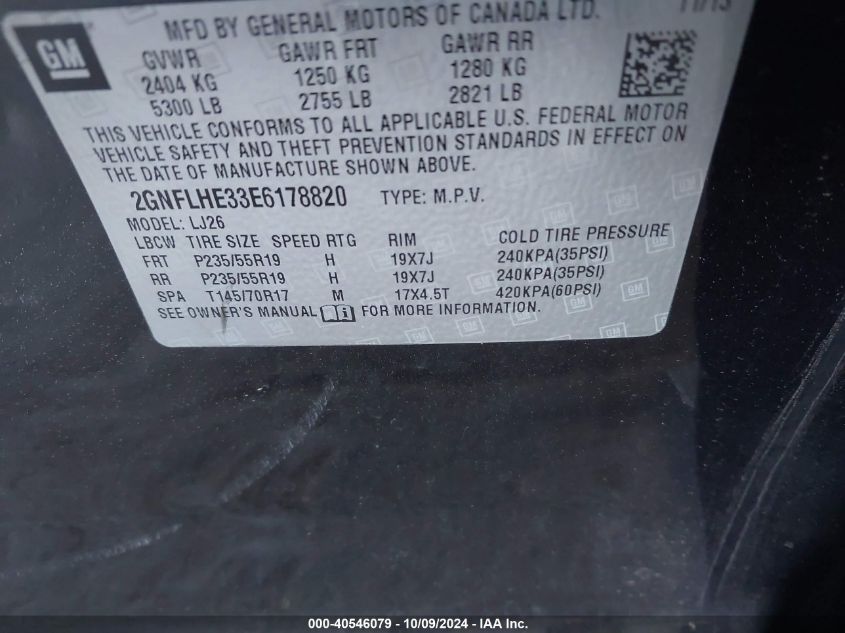 MFD BY GENERAL MOTORS OF CANADA LTD. 11/13
GM
GVWR GAWR FRT GAWR RR
2404 KG 1250 KG 1280 KG
5300 LB 2755 LB 2821 LB
THIS VEHICLE CONFORMS TO ALL APPLICABLE U.S. FEDERAL MOTOR
VEHICLE SAFETY AND THEFT PREVENTION STANDARDS IN EFFECT ON
THE DATE OF MANUFACTURE SHOWN ABOVE.
2GNFLHE33E6178820 TYPE: M.P.V.
MODEL: LJ26
LBCW TIRE SIZE SPEED RTG RIM COLD TIRE PRESSURE
FRT P235/55R19 H 19X7J 240KPA(35PSI)
RR P235/55R19 H 19X7J 240KPA(35PSI)
SPA T145/70R17 M 17X4.5T 420KPA(60PSI)
SEE OWNER'S MANUAL i FOR MORE INFORMATION.
000-40546079 - 10/09/2024 - IAA Inc.